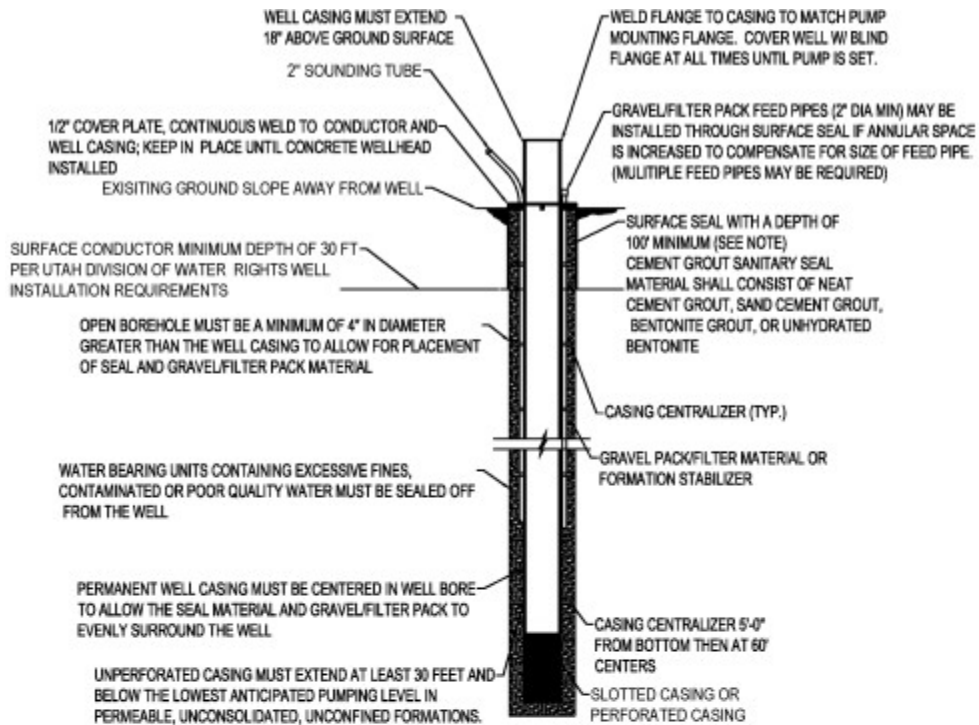 WELL CASING MUST EXTEND
18" ABOVE GROUND SURFACE
2" SOUNDING TUBE
1/2" COVER PLATE, CONTINUOUS WELD TO CONDUCTOR AND
WELL CASING; KEEP IN PLACE UNTIL CONCRETE WELLHEAD
INSTALLED
EXISITING GROUND SLOPE AWAY FROM WELL
SURFACE CONDUCTOR MINIMUM DEPTH OF 30 FT
PER UTAH DIVISION OF WATER RIGHTS WELL
INSTALLATION REQUIREMENTS
OPEN BOREHOLE MUST BE A MINIMUM OF 4" IN DIAMETER
GREATER THAN THE WELL CASING TO ALLOW FOR PLACEMENT
OF SEAL AND GRAVEL/FILTER PACK MATERIAL
WATER BEARING UNITS CONTAINING EXCESSIVE FINES,
CONTAMINATED OR POOR QUALITY WATER MUST BE SEALED OFF
FROM THE WELL
PERMANENT WELL CASING MUST BE CENTERED IN WELL BORE
TO ALLOW THE SEAL MATERIAL AND GRAVEL/FILTER PACK TO
EVENLY SURROUND THE WELL
UNPERFORATED CASING MUST EXTEND AT LEAST 30 FEET AND
BELOW THE LOWEST ANTICIPATED PUMPING LEVEL IN
PERMEABLE, UNCONSOLIDATED, UNCONFINED FORMATIONS.
WELD FLANGE TO CASING TO MATCH PUMP
MOUNTING FLANGE. COVER WELL W/ BLIND
FLANGE AT ALL TIMES UNTIL PUMP IS SET.
GRAVEL/FILTER PACK FEED PIPES (2" DIA MIN) MAY BE
INSTALLED THROUGH SURFACE SEAL IF ANNULAR SPACE
IS INCREASED TO COMPENSATE FOR SIZE OF FEED PIPE.
(MULITIPLE FEED PIPES MAY BE REQUIRED)
SURFACE SEAL WITH A DEPTH OF
100' MINIMUM (SEE NOTE)
CEMENT GROUT SANITARY SEAL
MATERIAL SHALL CONSIST OF NEAT
CEMENT GROUT, SAND CEMENT GROUT,
BENTONITE GROUT, OR UNHYDRATED
BENTONITE
CASING CENTRALIZER (TYP.)
GRAVEL PACK/FILTER MATERIAL OR
FORMATION STABILIZER
CASING CENTRALIZER 5'-0"
FROM BOTTOM THEN AT 60'
CENTERS
SLOTTED CASING OR
PERFORATED CASING